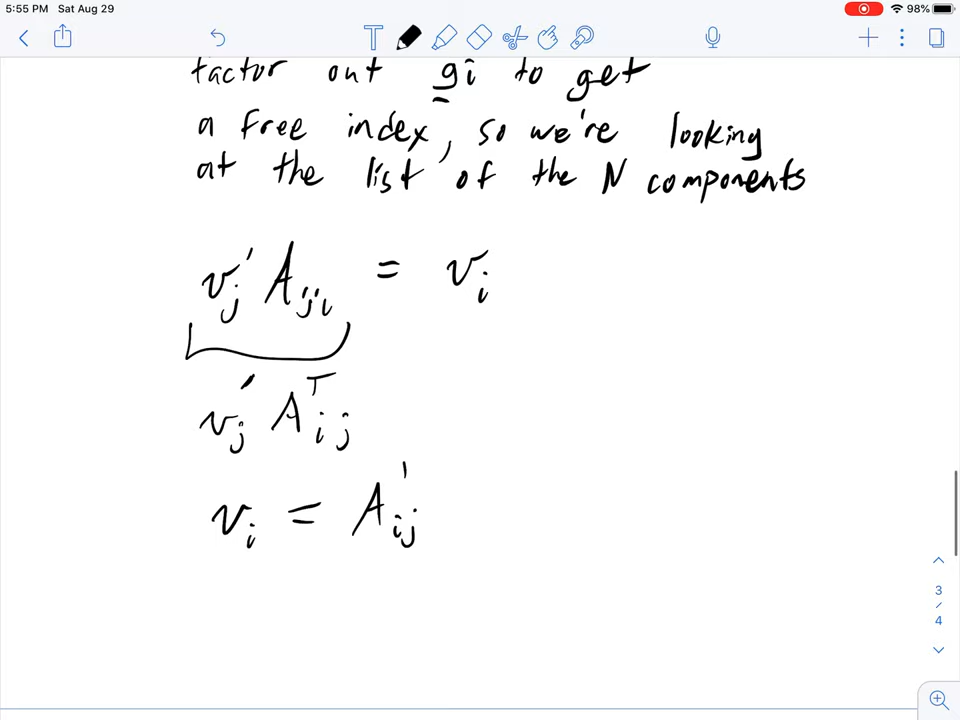 5:55 PM Sat Aug 29 98%
T
factor out gi to get
a free index, so we're looking
at the list of the N components
v'ⱼ Aⱼᵢ = vᵢ
v'ⱼ Aᵀᵢⱼ
vᵢ = A'ᵢⱼ
3
/
4